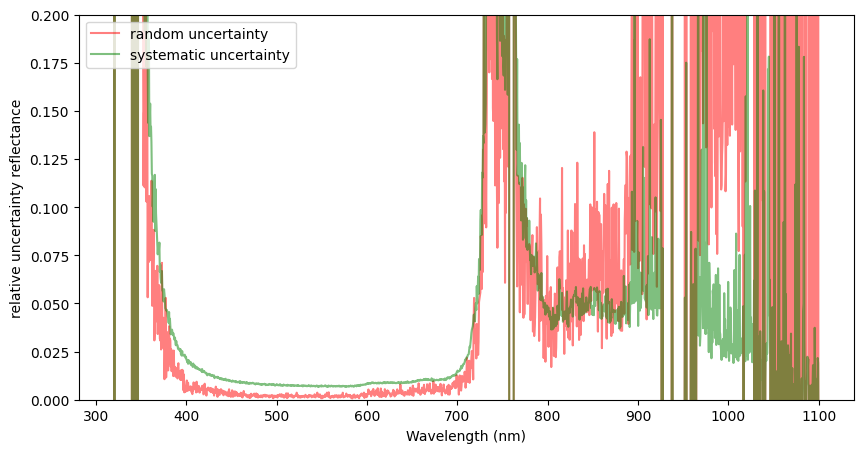 random uncertainty
systematic uncertainty
0.200
0.175
0.150
0.125
0.100
0.075
0.050
0.025
0.000
relative uncertainty reflectance
300 400 500 600 700 800 900 1000 1100
Wavelength (nm)